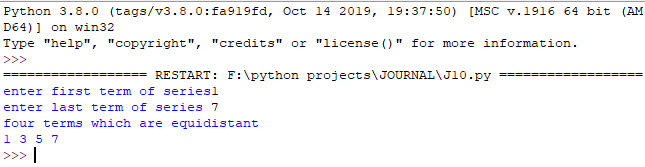 Python 3.8.0 (tags/v3.8.0:fa919fd, Oct 14 2019, 19:37:50) [MSC v.1916 64 bit (AM
D64)] on win32
Type "help", "copyright", "credits" or "license()" for more information.
>>>
================== RESTART: F:\python projects\JOURNAL\J10.py ==================
enter first term of series1
enter last term of series 7
four terms which are equidistant
1 3 5 7
>>>